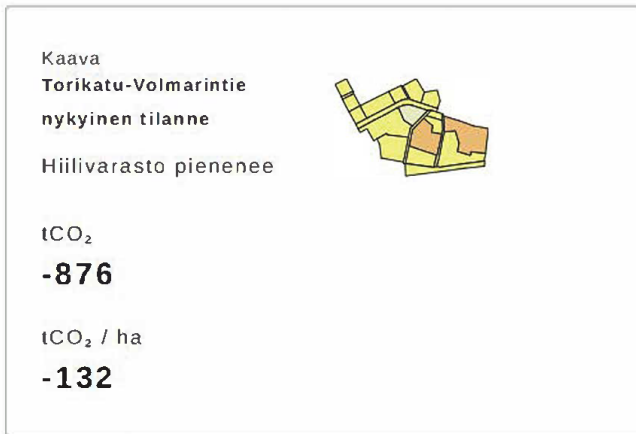 Kaava
Torikatu-Volmarintie
nykyinen tilanne
Hiilivarasto pienenee
tCO₂
-876
tCO₂ / ha
-132